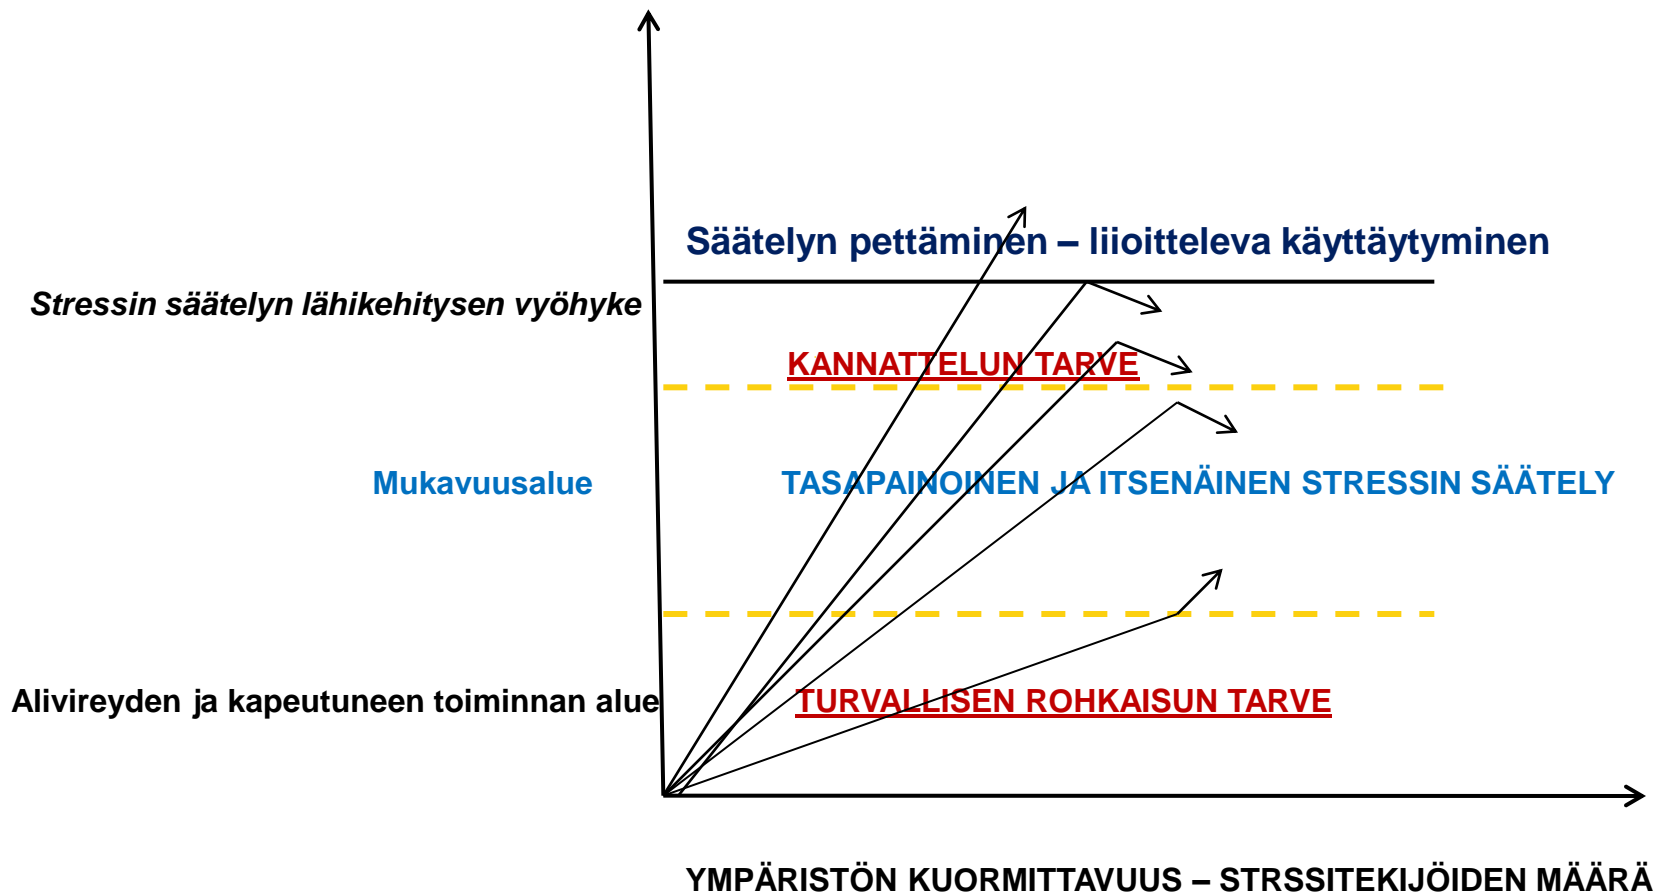 Säätelyn pettäminen – liioitteleva käyttäytyminen
Stressin säätelyn lähikehitysen vyöhyke
KANNATTELUN TARVE
Mukavuusalue
TASAPAINOINEN JA ITSENÄINEN STRESSIN SÄÄTELY
Alivireyden ja kapeutuneen toiminnan alue
TURVALLISEN ROHKAISUN TARVE
YMPÄRISTÖN KUORMITTAVUUS – STRSSITEKIJÖIDEN MÄÄRÄ